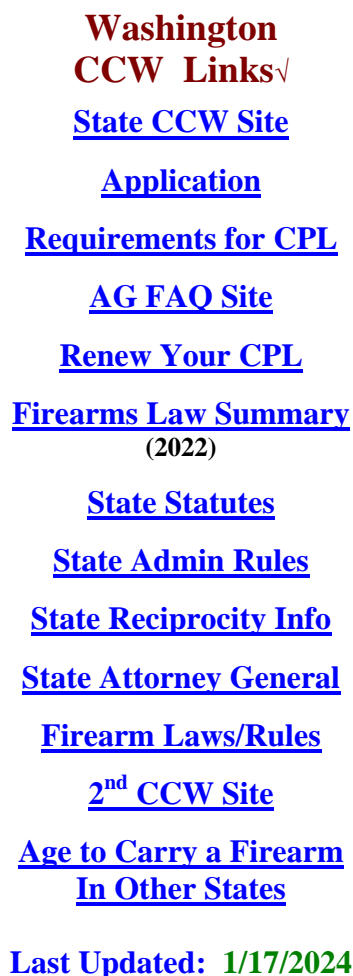 Washington
CCW Links√
State CCW Site
Application
Requirements for CPL
AG FAQ Site
Renew Your CPL
Firearms Law Summary
(2022)
State Statutes
State Admin Rules
State Reciprocity Info
State Attorney General
Firearm Laws/Rules
2nd CCW Site
Age to Carry a Firearm
In Other States
Last Updated: 1/17/2024